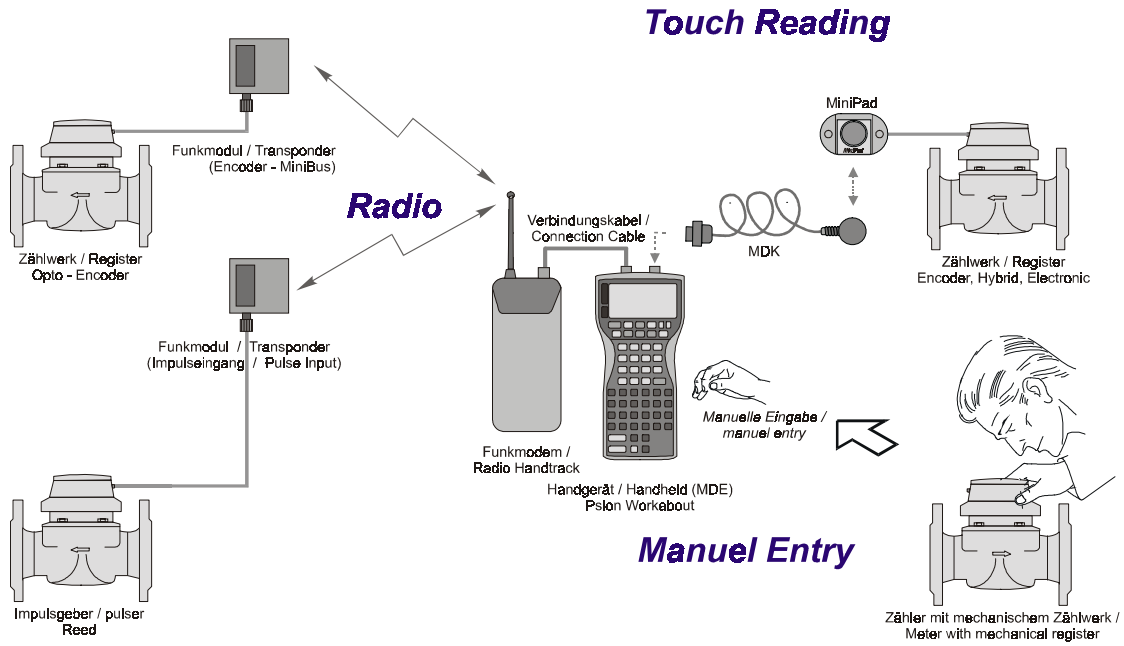 Touch Reading
MiniPad
MiniPad
Funkmodul / Transponder
(Encoder - MiniBus)
Radio
Verbindungskabel /
Connection Cable
MDK
Zählwerk / Register
Opto - Encoder
Zählwerk / Register
Encoder, Hybrid, Electronic
Funkmodul / Transponder
(Impulseingang / Pulse Input)
Manuelle Eingabe /
manuel entry
Funkmodem /
Radio Handtrack
Handgerät / Handheld (MDE)
Psion Workabout
Manuel Entry
Impulsgeber / pulser
Reed
Zähler mit mechanischem Zählwerk /
Meter with mechanical register